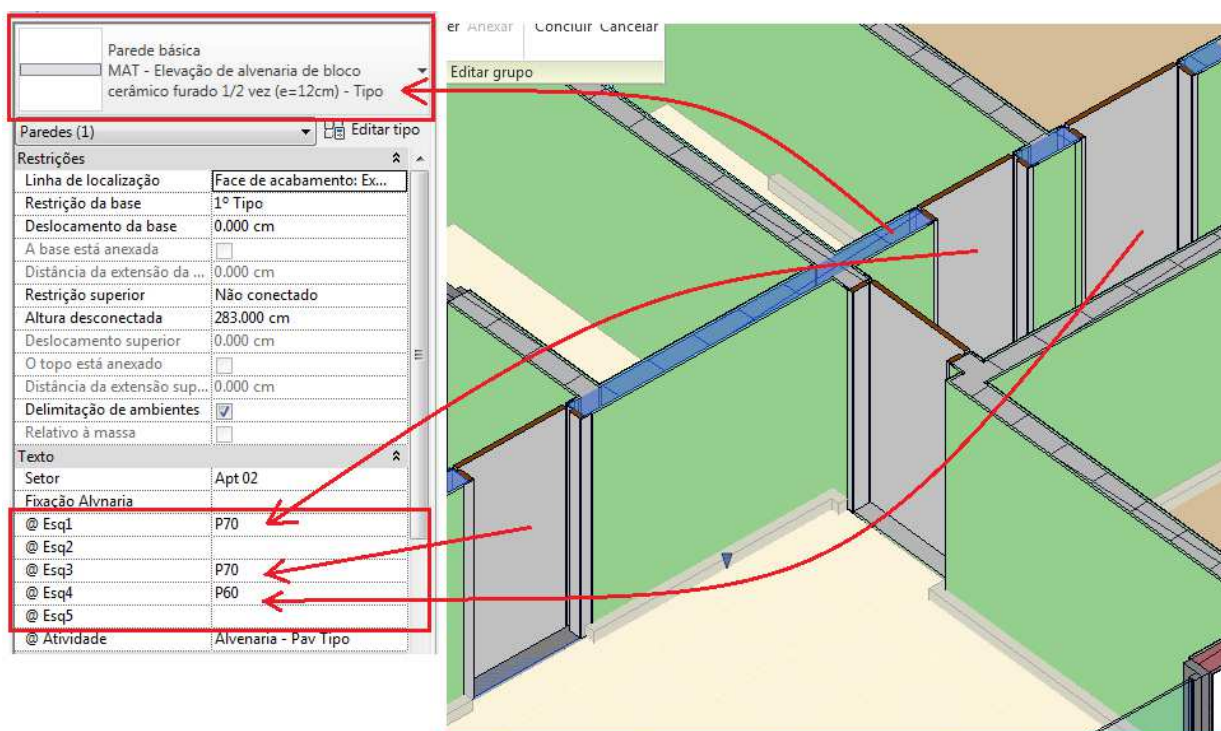 Parede básica
MAT - Elevação de alvenaria de bloco
cerâmico furado 1/2 vez (e=12cm) - Tipo
er Anexar Concluir Cancelar
Editar grupo
Paredes (1) Editar tipo
Restrições
Linha de localização Face de acabamento: Ex...
Restrição da base 1º Tipo
Deslocamento da base 0.000 cm
A base está anexada
Distância da extensão da ... 0.000 cm
Restrição superior Não conectado
Altura desconectada 283.000 cm
Deslocamento superior 0.000 cm
O topo está anexado
Distância da extensão sup... 0.000 cm
Delimitação de ambientes
Relativo à massa
Texto
Setor Apt 02
Fixação Alvnaria
@ Esq1 P70
@ Esq2
@ Esq3 P70
@ Esq4 P60
@ Esq5
@ Atividade Alvenaria - Pav Tipo